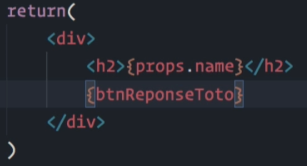 return(
<div>
<h2>{props.name}</h2>
{btnReponseToto}
</div>
)